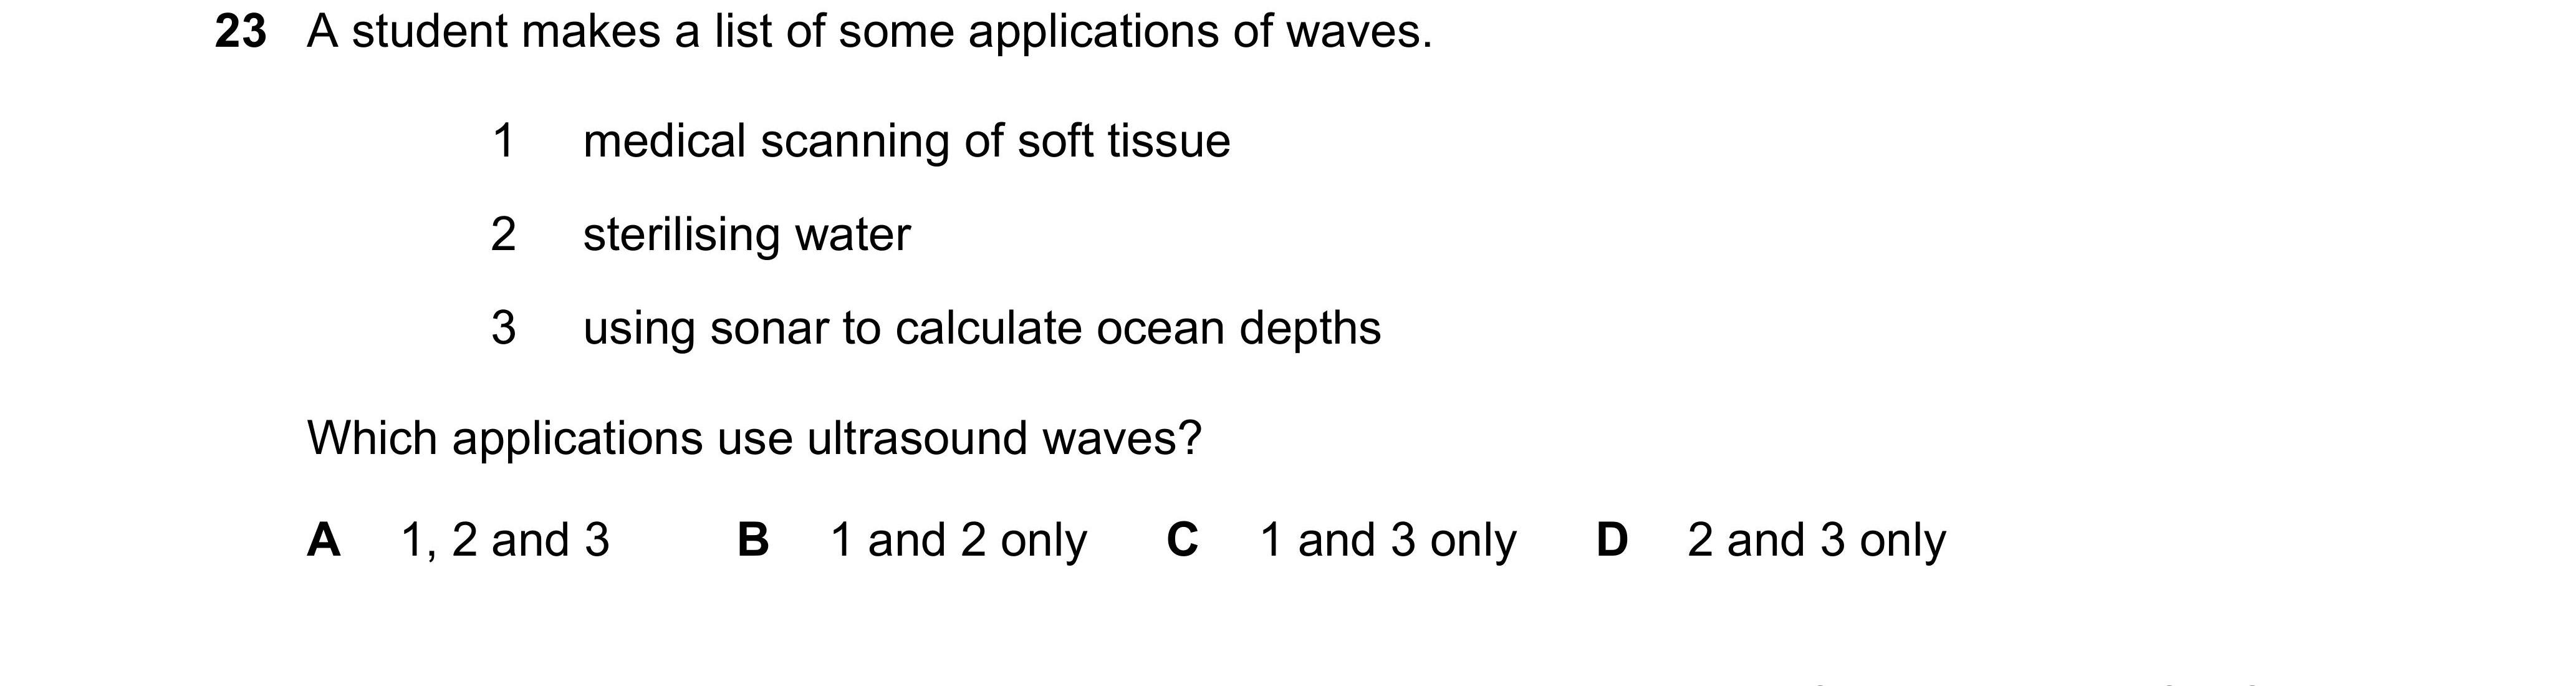 23 A student makes a list of some applications of waves.
1 medical scanning of soft tissue
2 sterilising water
3 using sonar to calculate ocean depths
Which applications use ultrasound waves?
A 1, 2 and 3 B 1 and 2 only C 1 and 3 only D 2 and 3 only